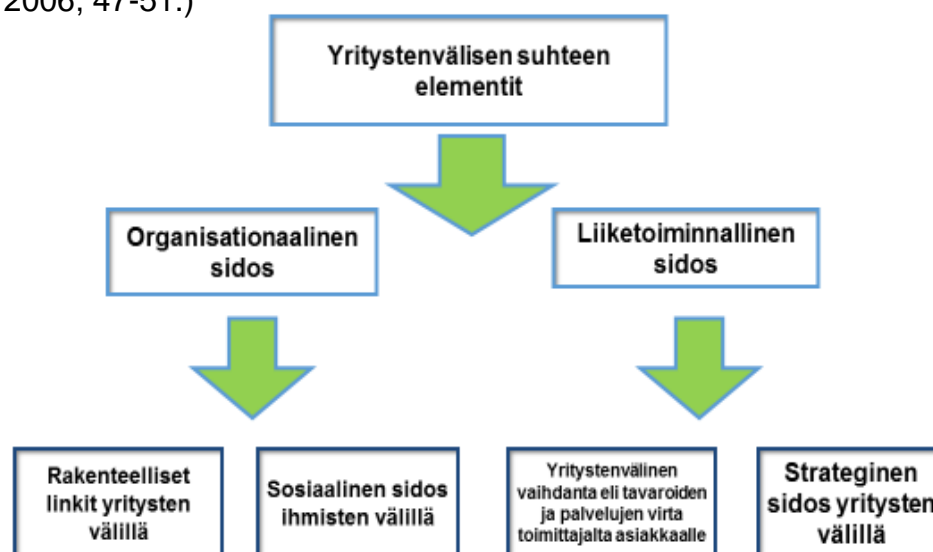 2006, 47-51.)
Yritystenvälisen suhteen
elementit
Organisationaalinen
sidos
Liiketoiminnallinen
sidos
Rakenteelliset
linkit yritysten
välillä
Sosiaalinen sidos
ihmisten välillä
Yritystenvälinen
vaihdanta eli tavaroiden
ja palvelujen virta
toimittajalta asiakkaalle
Strateginen
sidos yritysten
välillä